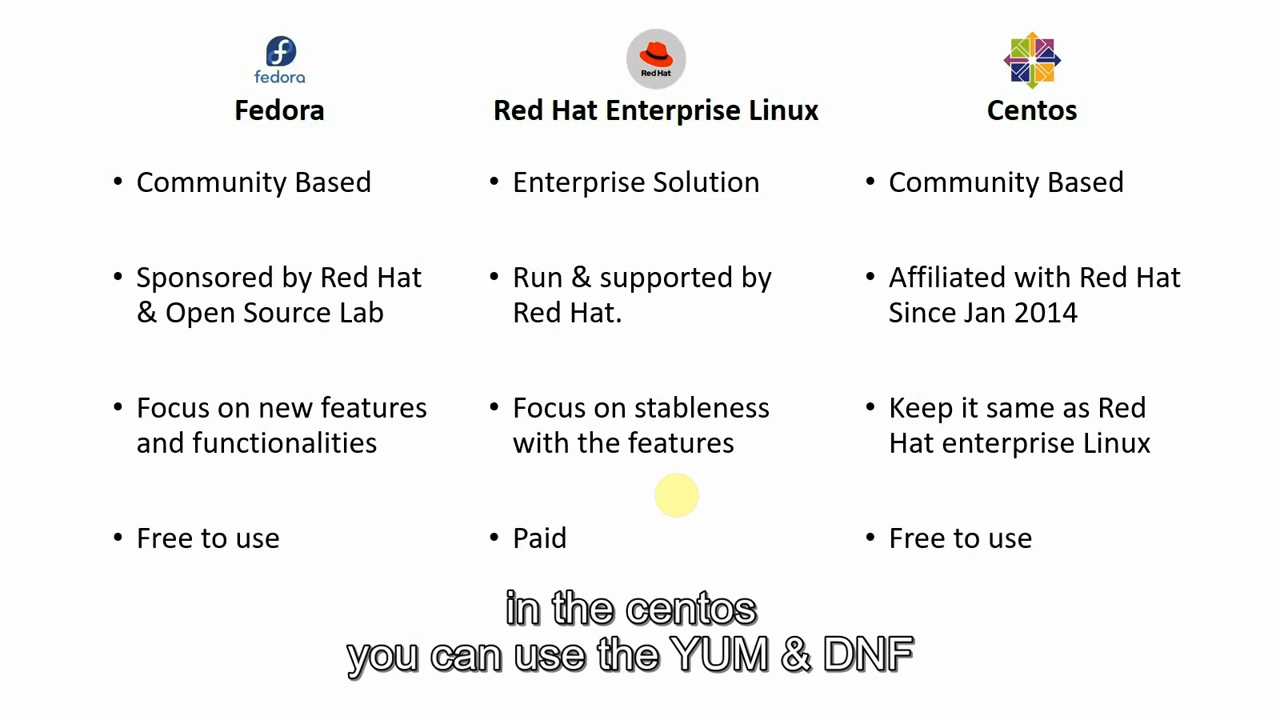 fedora
Fedora
• Community Based
• Sponsored by Red Hat
& Open Source Lab
• Focus on new features
and functionalities
• Free to use
Red Hat
Red Hat Enterprise Linux
• Enterprise Solution
• Run & supported by
Red Hat.
• Focus on stableness
with the features
• Paid
Centos
• Community Based
• Affiliated with Red Hat
Since Jan 2014
• Keep it same as Red
Hat enterprise Linux
• Free to use
in the centos
you can use the YUM & DNF